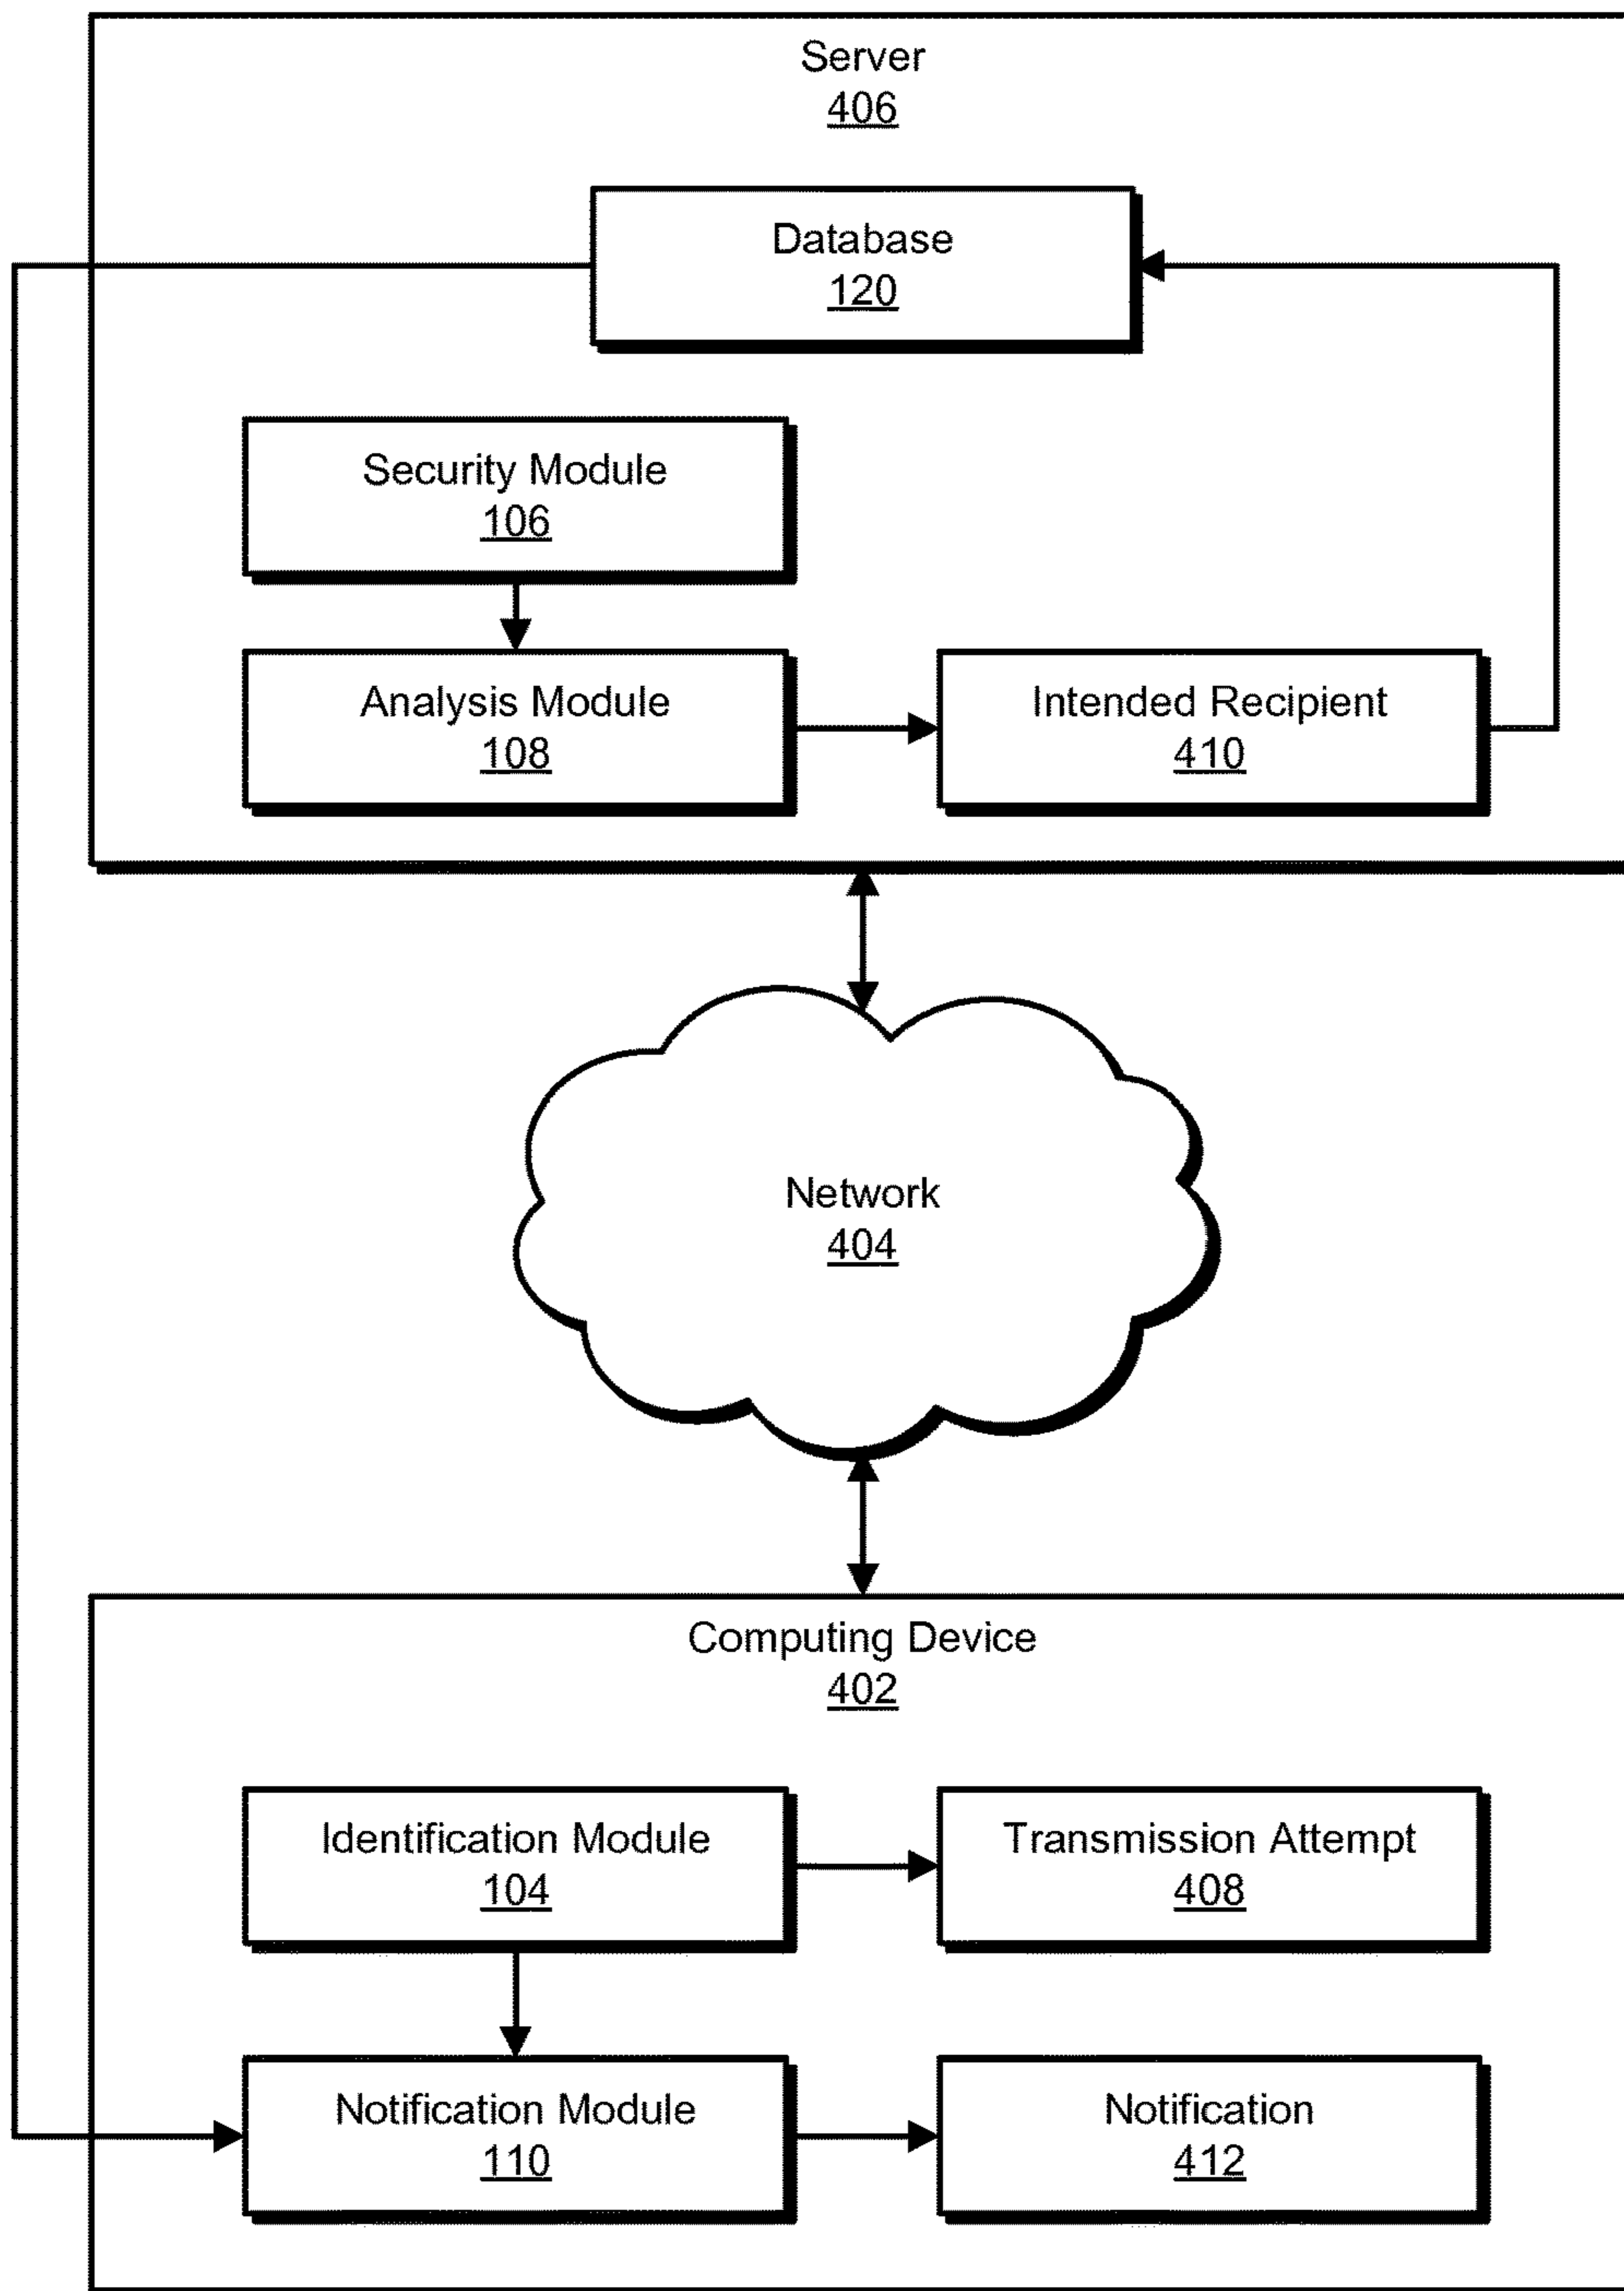 Server
406
Database
120
Security Module
106
Analysis Module
108
Intended Recipient
410
Network
404
Computing Device
402
Identification Module
104
Transmission Attempt
408
Notification Module
110
Notification
412